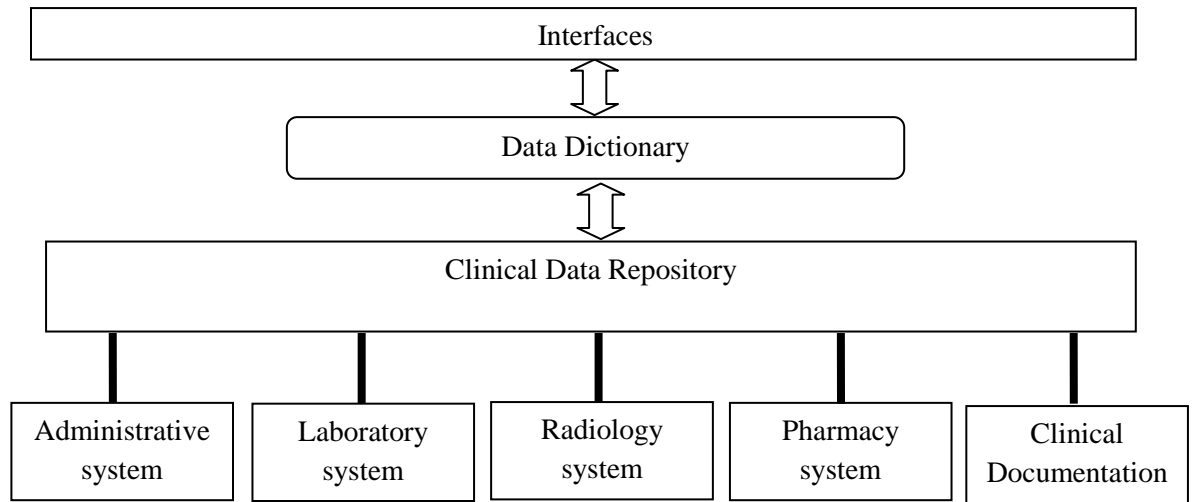 Interfaces
Data Dictionary
Clinical Data Repository
Administrative
system
Laboratory
system
Radiology
system
Pharmacy
system
Clinical
Documentation